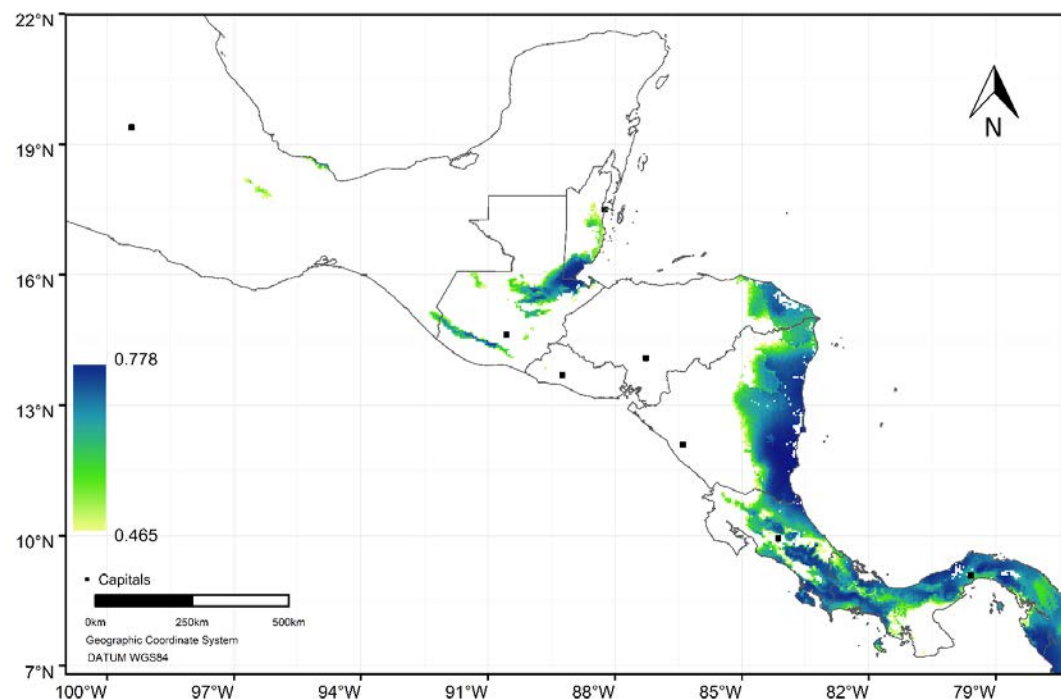 22°N
19°N
16°N
13°N
10°N
7°N
N
0.778
0.465
Capitals
0km 250km 500km
Geographic Coordinate System
DATUM WGS84
100°W 97°W 94°W 91°W 88°W 85°W 82°W 79°W